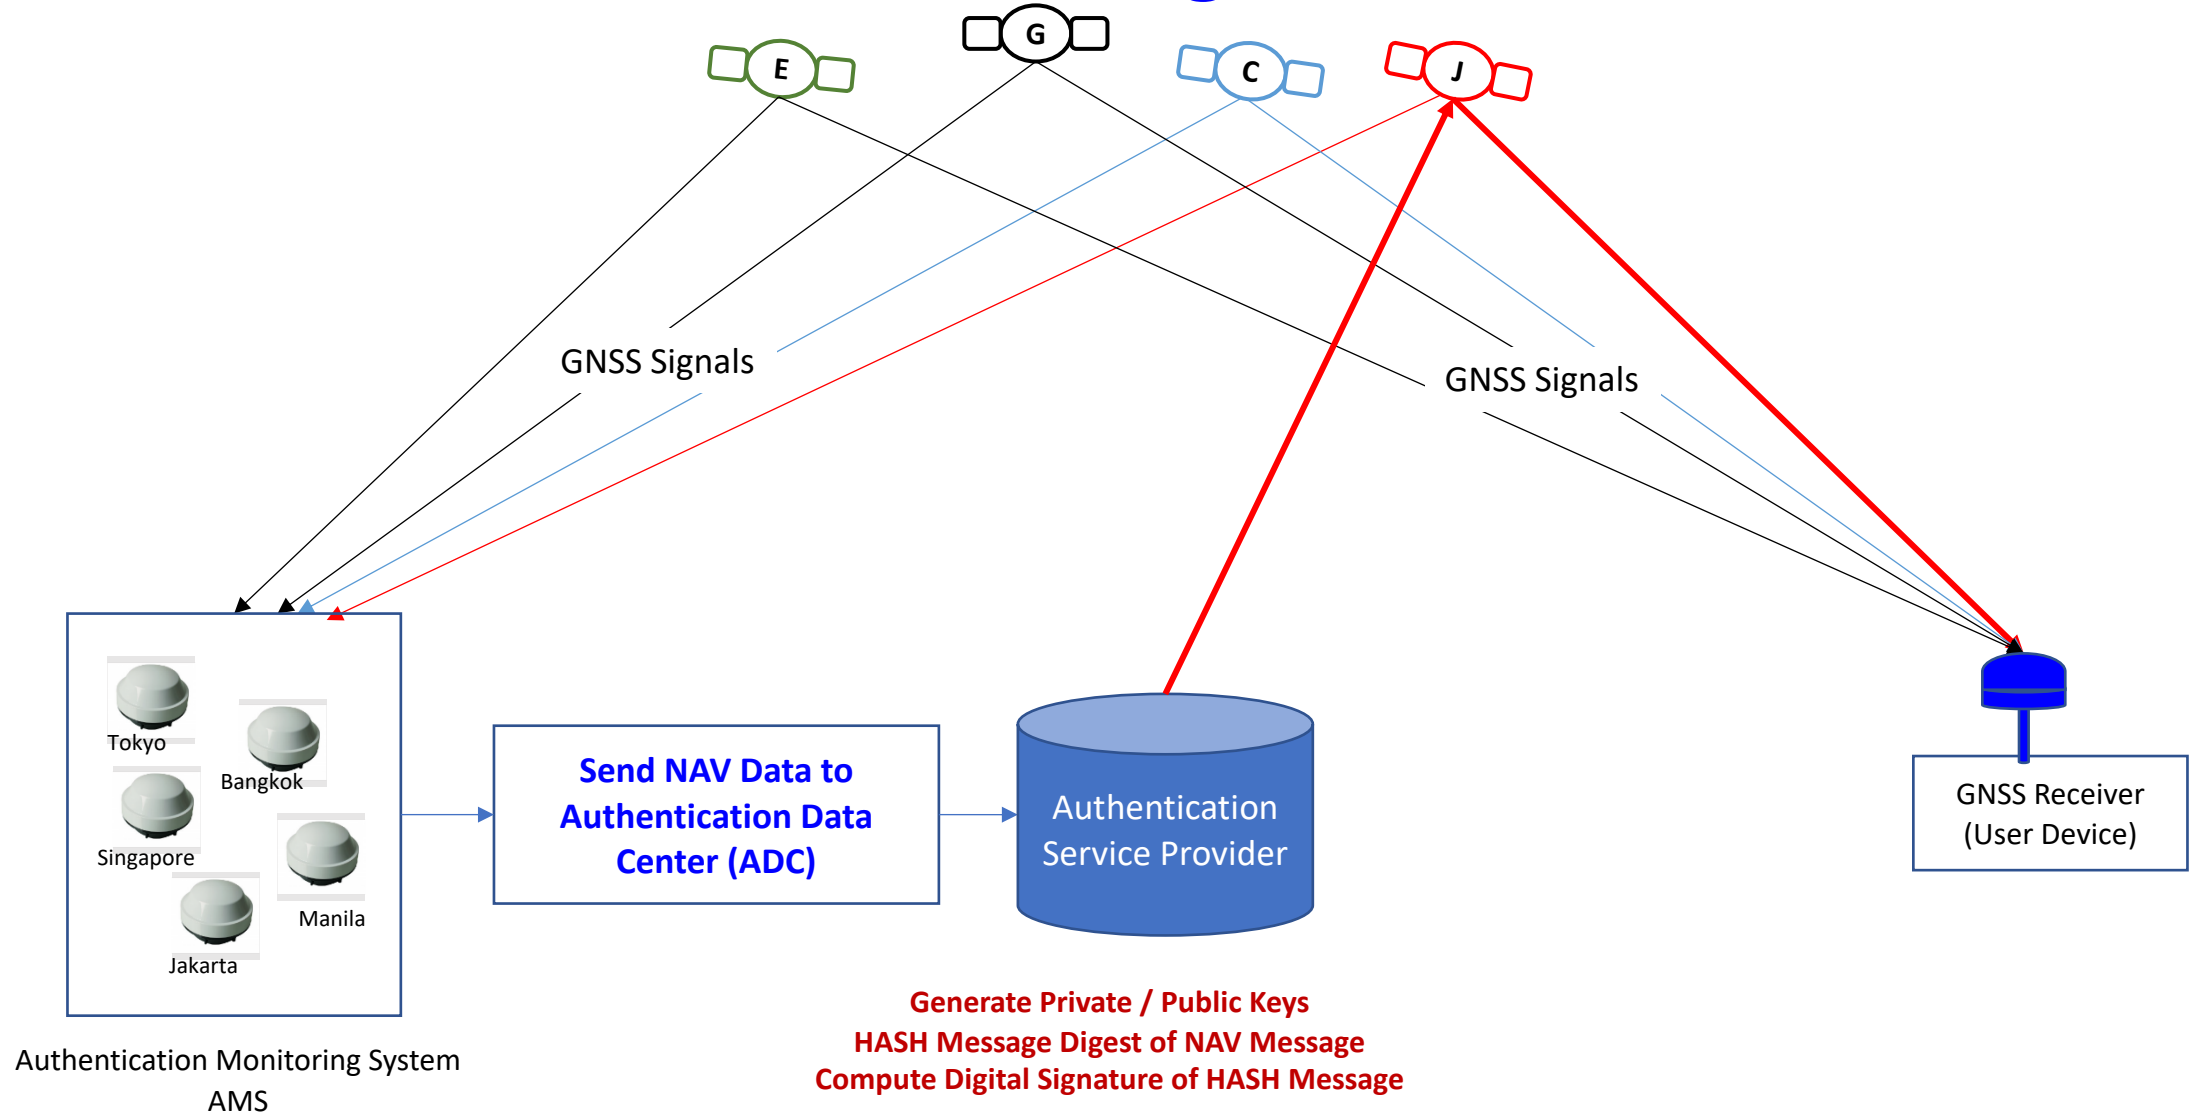 E
G
C
J
GNSS Signals
GNSS Signals
Tokyo
Bangkok
Singapore
Manila
Jakarta
Send NAV Data to
Authentication Data
Center (ADC)
Authentication
Service Provider
GNSS Receiver
(User Device)
Generate Private / Public Keys
HASH Message Digest of NAV Message
Compute Digital Signature of HASH Message
Authentication Monitoring System
AMS